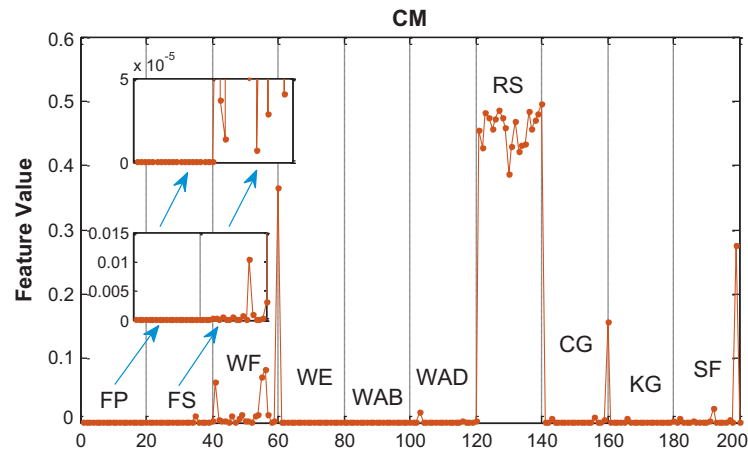 CM
Feature Value
0.6
0.5
0.4
0.3
0.2
0.1
0
x 10⁻⁵
5
0
0.015
0.01
0.005
0
RS
WF
WE
WAB
WAD
CG
KG
SF
FP
FS
0 20 40 60 80 100 120 140 160 180 200